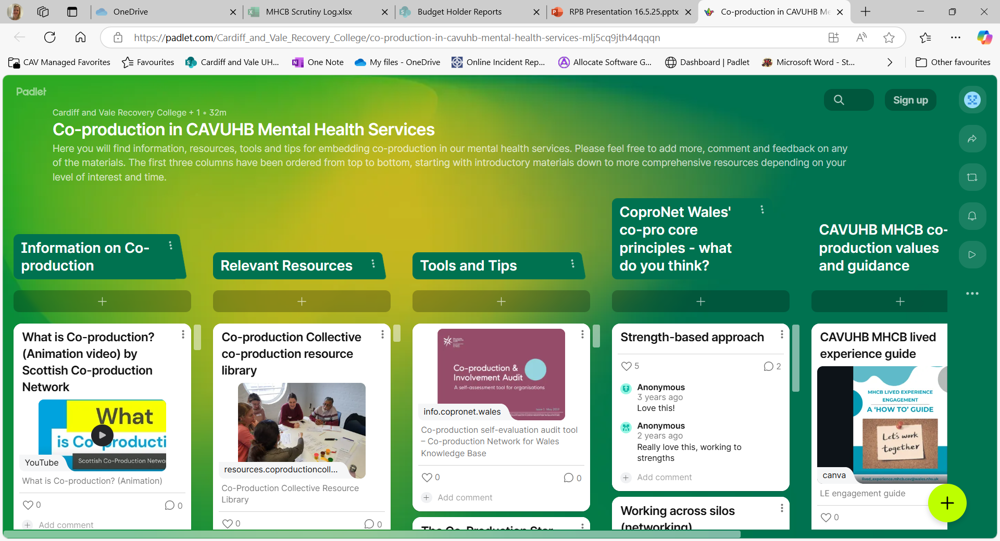 OneDrive
MHCB Scrutiny Log.xlsx
Budget Holder Reports
RPB Presentation 16.5.25.pptx
Co-production in CAVUHB Me
https://padlet.com/Cardiff_and_Vale_Recovery_College/co-production-in-cavuhb-mental-health-services-mlj5cq9jth44qqqn
CAV Managed Favorites
Favourites
Cardiff and Vale UH...
One Note
My files - OneDrive
Online Incident Rep...
Allocate Software G...
Dashboard | Padlet
Microsoft Word - St...
Other favourites
Padlet
Sign up
Cardiff and Vale Recovery College + 1 • 32m
Co-production in CAVUHB Mental Health Services
Here you will find information, resources, tools and tips for embedding co-production in our mental health services. Please feel free to add more, comment and feedback on any
of the materials. The first three columns have been ordered from top to bottom, starting with introductory materials down to more comprehensive resources depending on your
level of interest and time.
Information on Co-
production
What is Co-production?
(Animation video) by
Scottish Co-production
Network
What
is Co-producti
YouTube
Scottish Co-Production Networ
What is Co-production? (Animation)
0
0
Add comment
Relevant Resources
Co-production Collective
co-production resource
library
resources.coproductioncoll...
Co-Production Collective Resource
Library
0
0
Tools and Tips
Co-production &
Involvement Audit
A self-assessment tool for organisations
Issue 1 May 2019
info.copronet.wales
Co-production self-evaluation audit tool
– Co-production Network for Wales
Knowledge Base
0
0
Add comment
The Co-Production Star
CoproNet Wales'
co-pro core
principles - what
do you think?
Strength-based approach
5
2
Anonymous
3 years ago
Love this!
Anonymous
2 years ago
Really love this, working to
strengths
Add comment
Working across silos
(networking)
CAVUHB MHCB co-
production values
and guidance
CAVUHB MHCB lived
experience guide
MHCB LIVED EXPERIENCE
ENGAGEMENT
A 'HOW TO' GUIDE
Let's work
together
lived_experience.mhcb.cav@wales.nhs.uk
canva
LE engagement guide
0